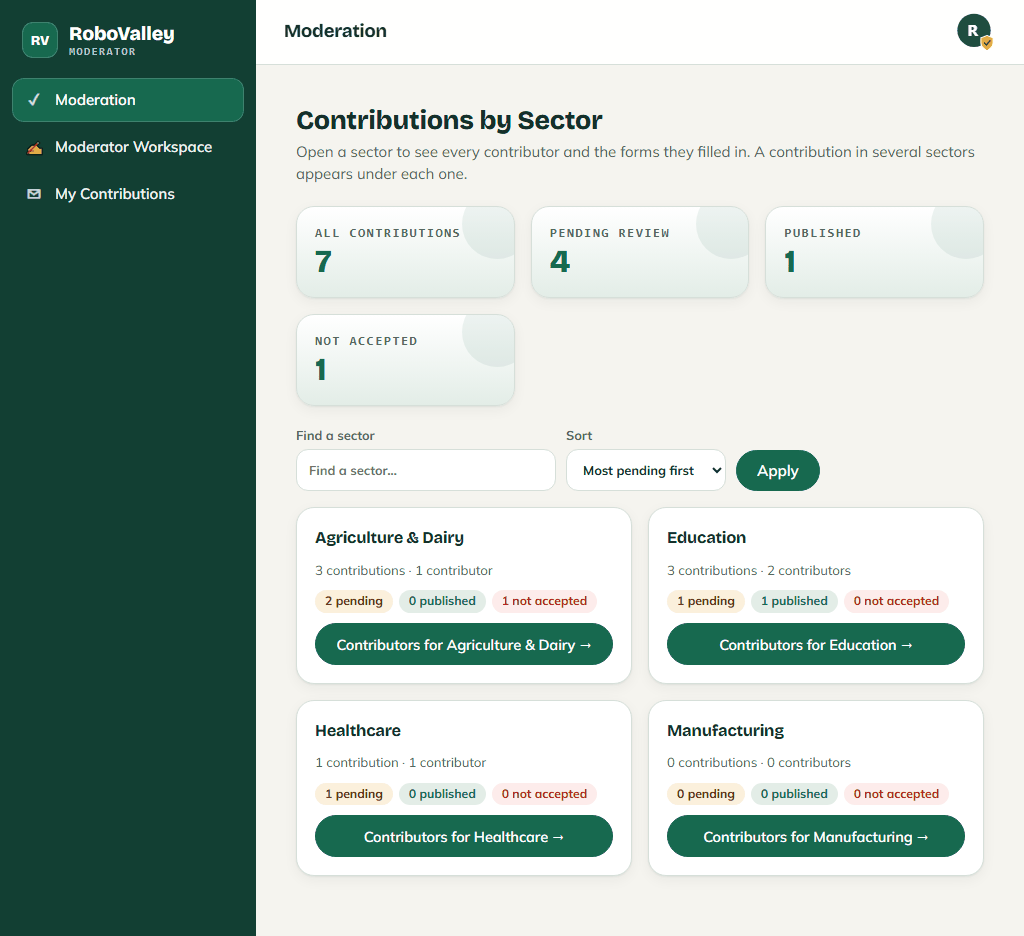 RV
RoboValley
MODERATOR
Moderation
Moderator Workspace
My Contributions
Moderation
R
Contributions by Sector
Open a sector to see every contributor and the forms they filled in. A contribution in several sectors
appears under each one.
ALL CONTRIBUTIONS
7
PENDING REVIEW
4
PUBLISHED
1
NOT ACCEPTED
1
Find a sector
Find a sector...
Sort
Most pending first
Apply
Agriculture & Dairy
3 contributions · 1 contributor
2 pending
0 published
1 not accepted
Contributors for Agriculture & Dairy →
Education
3 contributions · 2 contributors
1 pending
1 published
0 not accepted
Contributors for Education →
Healthcare
1 contribution · 1 contributor
1 pending
0 published
0 not accepted
Contributors for Healthcare →
Manufacturing
0 contributions · 0 contributors
0 pending
0 published
0 not accepted
Contributors for Manufacturing →